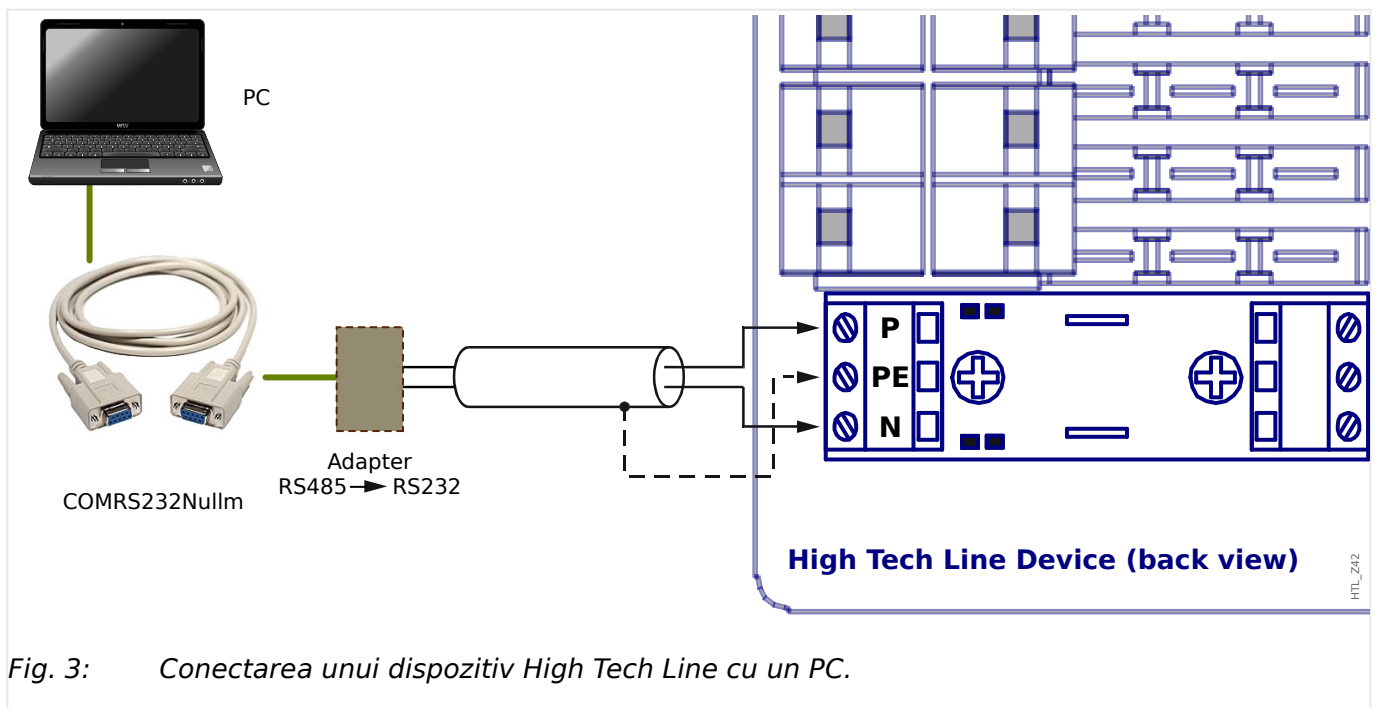 PC
COMRS232Nullm
Adapter
RS485 → RS232
P
PE
N
High Tech Line Device (back view)
HTL_Z42
Fig. 3: Conectarea unui dispozitiv High Tech Line cu un PC.